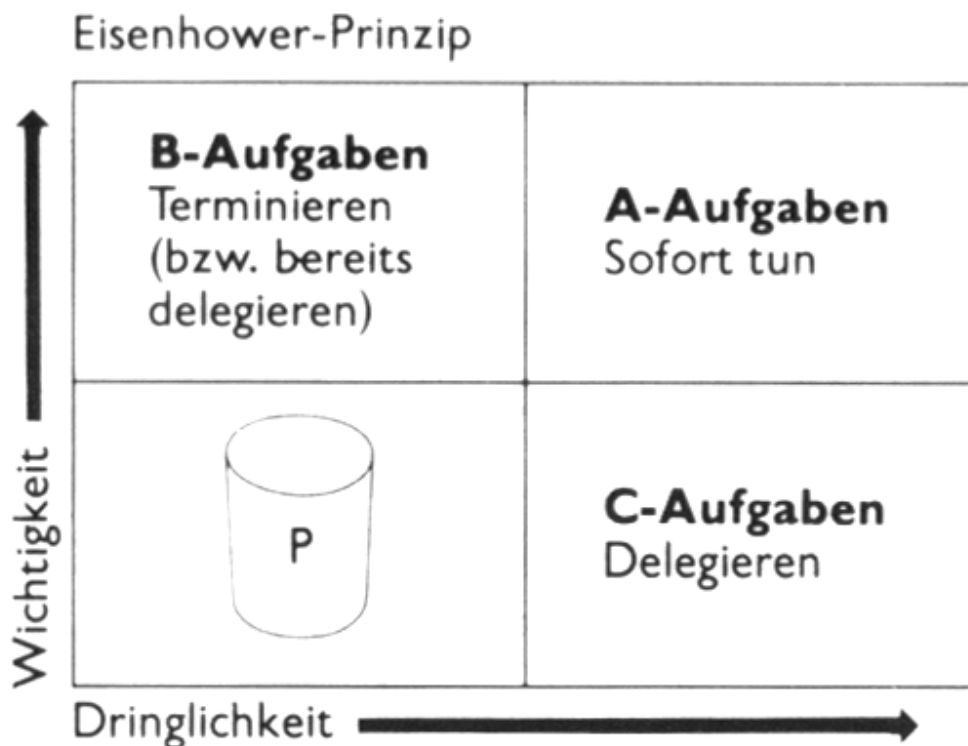 Eisenhower-Prinzip
B-Aufgaben
Terminieren
(bzw. bereits
delegieren)
A-Aufgaben
Sofort tun
P
C-Aufgaben
Delegieren
Wichtigkeit
Dringlichkeit